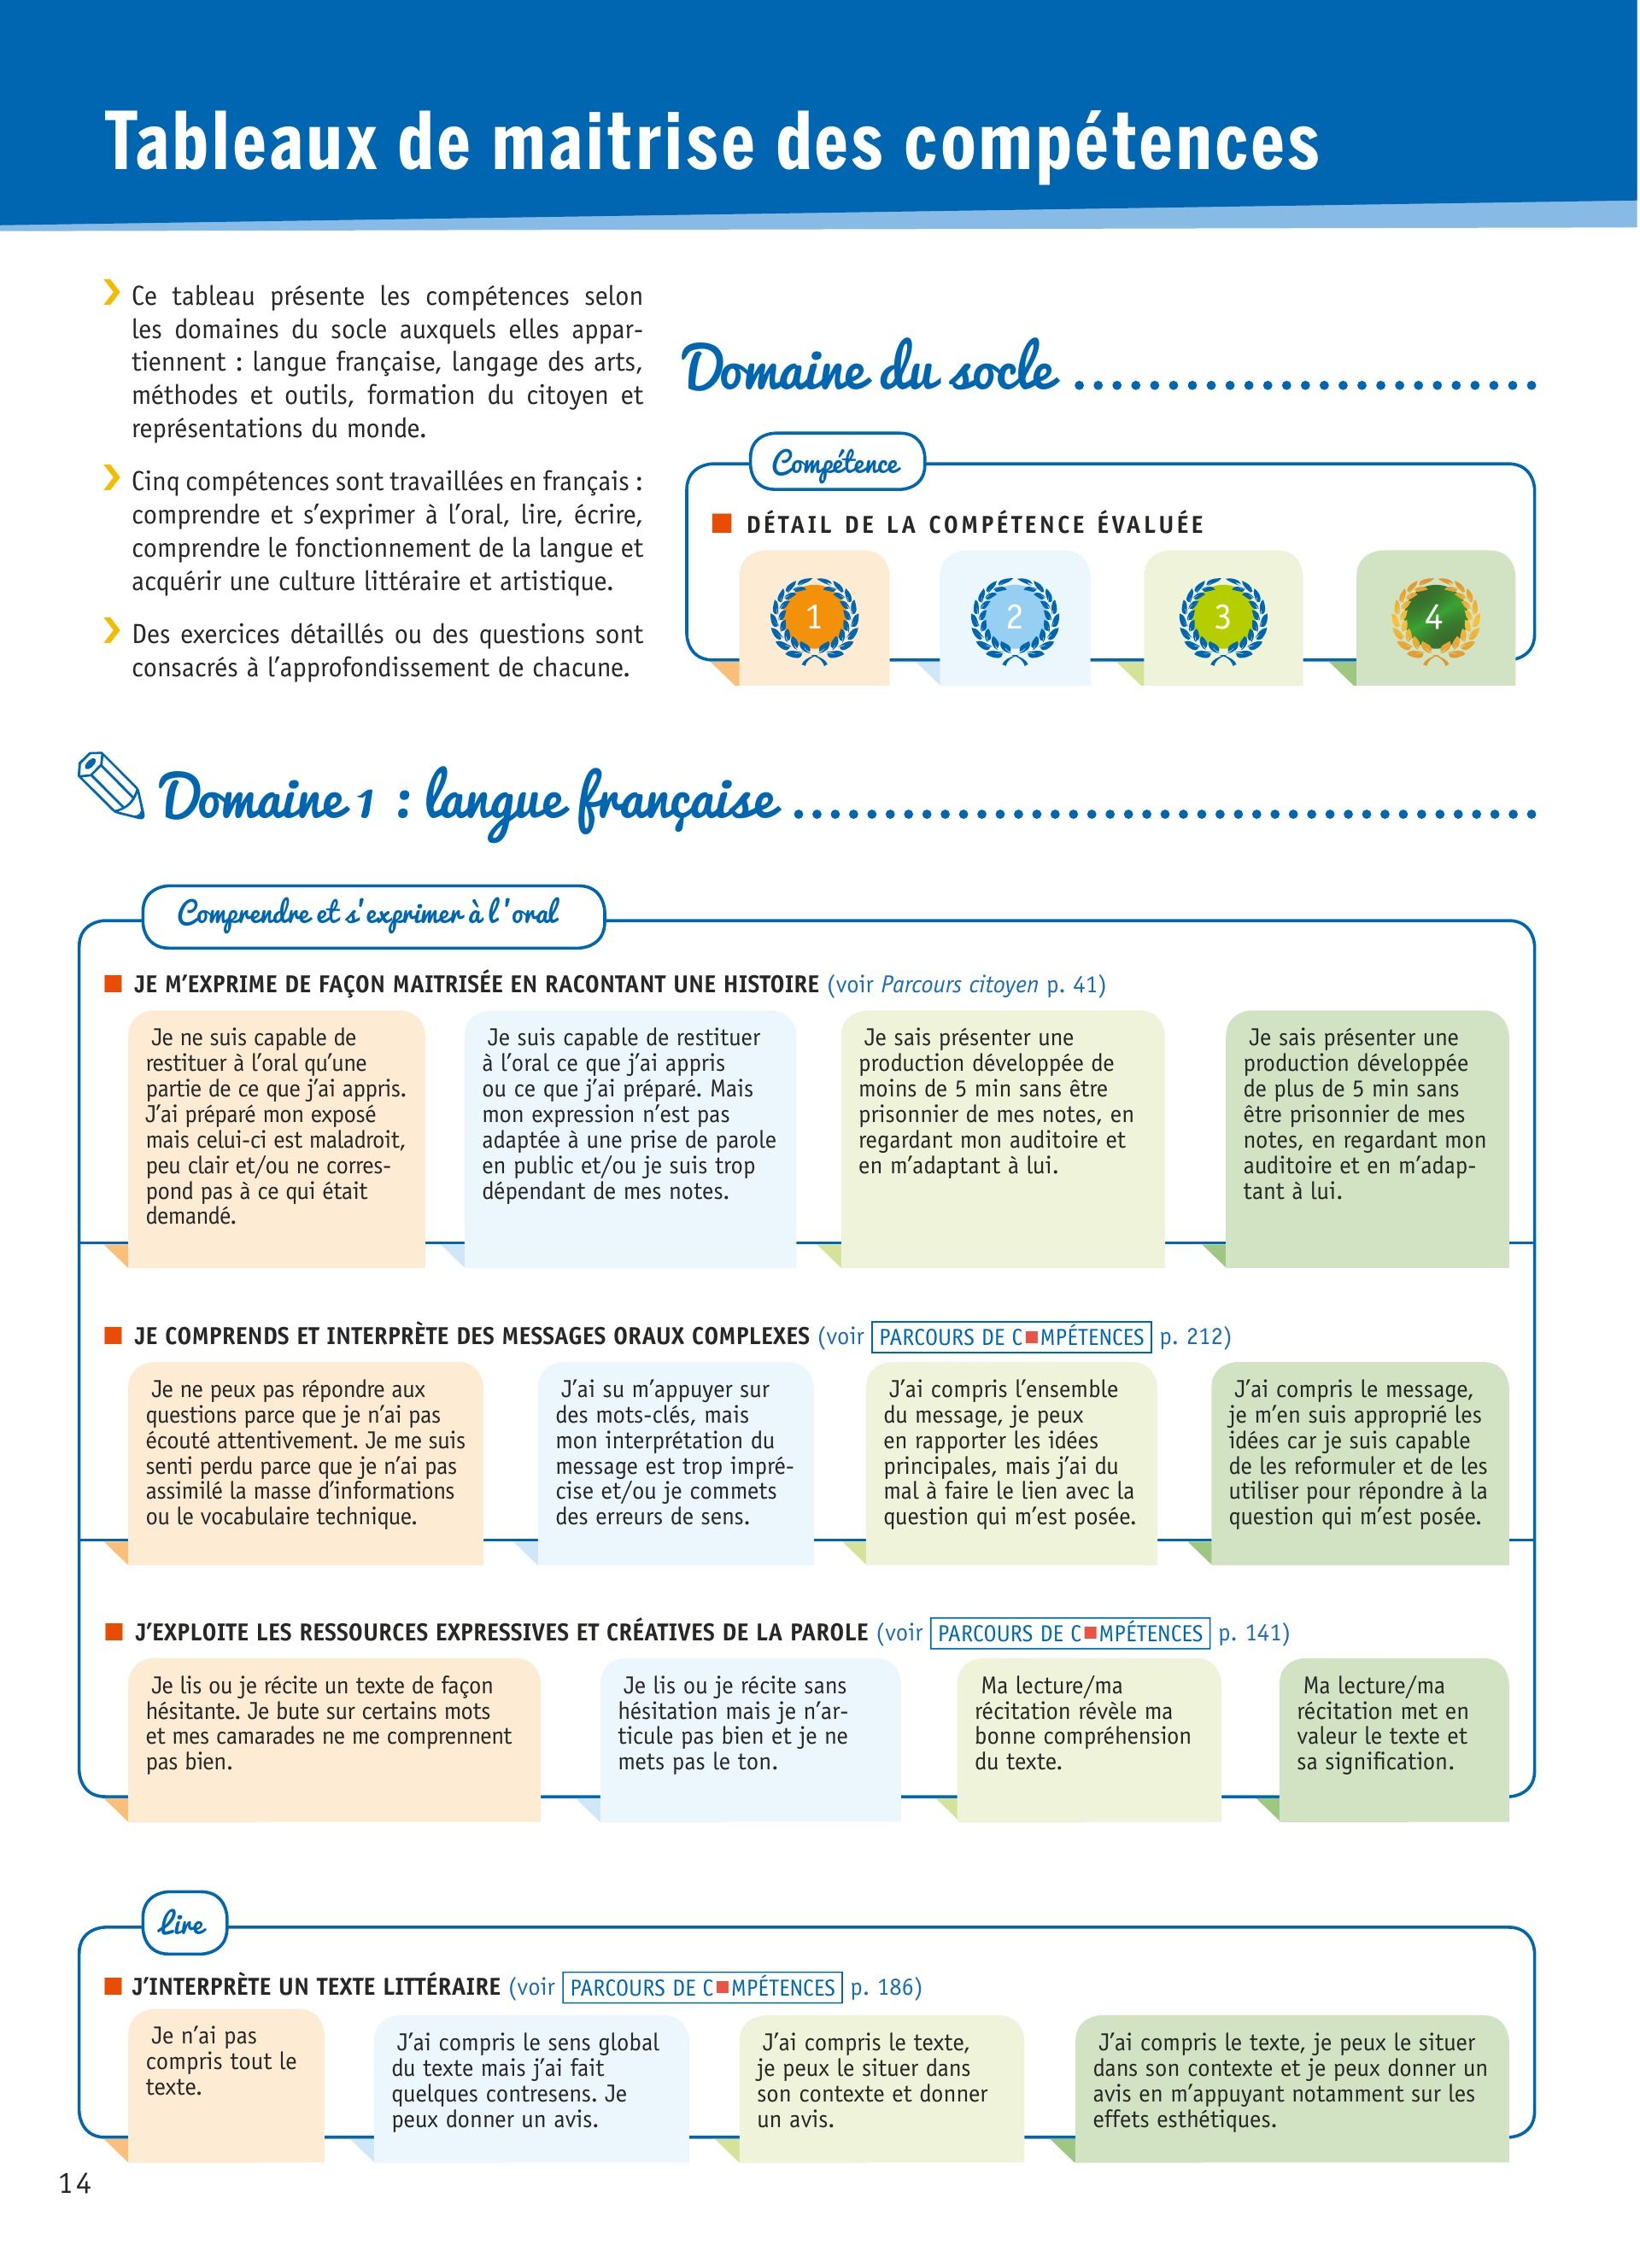 Tableaux de maitrise des compétences
Ce tableau présente les compétences selon
les domaines du socle auxquels elles appar-
tiennent : langue française, langage des arts,
méthodes et outils, formation du citoyen et
représentations du monde.
Cinq compétences sont travaillées en français :
comprendre et s’exprimer à l’oral, lire, écrire,
comprendre le fonctionnement de la langue et
acquérir une culture littéraire et artistique.
Des exercices détaillés ou des questions sont
consacrés à l’approfondissement de chacune.
Domaine du socle
Compétence
DÉTAIL DE LA COMPÉTENCE ÉVALUÉE
1 2 3 4
Domaine 1 : langue française
Comprendre et s'exprimer à l'oral
JE M’EXPRIME DE FAÇON MAITRISÉE EN RACONTANT UNE HISTOIRE (voir Parcours citoyen p. 41)
Je ne suis capable de
restituer à l’oral qu’une
partie de ce que j’ai appris.
J’ai préparé mon exposé
mais celui-ci est maladroit,
peu clair et/ou ne corres-
pond pas à ce qui était
demandé.
Je suis capable de restituer
à l’oral ce que j’ai appris
ou ce que j’ai préparé. Mais
mon expression n’est pas
adaptée à une prise de parole
en public et/ou je suis trop
dépendant de mes notes.
Je sais présenter une
production développée de
moins de 5 min sans être
prisonnier de mes notes, en
regardant mon auditoire et
en m’adaptant à lui.
Je sais présenter une
production développée
de plus de 5 min sans
être prisonnier de mes
notes, en regardant mon
auditoire et en m’adap-
tant à lui.
JE COMPRENDS ET INTERPRÈTE DES MESSAGES ORAUX COMPLEXES (voir PARCOURS DE C■MPÉTENCES p. 212)
Je ne peux pas répondre aux
questions parce que je n’ai pas
écouté attentivement. Je me suis
senti perdu parce que je n’ai pas
assimilé la masse d’informations
ou le vocabulaire technique.
J’ai su m’appuyer sur
des mots-clés, mais
mon interprétation du
message est trop impré-
cise et/ou je commets
des erreurs de sens.
J’ai compris l’ensemble
du message, je peux
en rapporter les idées
principales, mais j’ai du
mal à faire le lien avec la
question qui m’est posée.
J’ai compris le message,
je m’en suis approprié les
idées car je suis capable
de les reformuler et de les
utiliser pour répondre à la
question qui m’est posée.
J’EXPLOITE LES RESSOURCES EXPRESSIVES ET CRÉATIVES DE LA PAROLE (voir PARCOURS DE C■MPÉTENCES p. 141)
Je lis ou je récite un texte de façon
hésitante. Je bute sur certains mots
et mes camarades ne me comprennent
pas bien.
Je lis ou je récite sans
hésitation mais je n’ar-
ticule pas bien et je ne
mets pas le ton.
Ma lecture/ma
récitation révèle ma
bonne compréhension
du texte.
Ma lecture/ma
récitation met en
valeur le texte et
sa signification.
Lire
J’INTERPRÈTE UN TEXTE LITTÉRAIRE (voir PARCOURS DE C■MPÉTENCES p. 186)
Je n’ai pas
compris tout le
texte.
J’ai compris le sens global
du texte mais j’ai fait
quelques contresens. Je
peux donner un avis.
J’ai compris le texte,
je peux le situer dans
son contexte et donner
un avis.
J’ai compris le texte, je peux le situer
dans son contexte et je peux donner un
avis en m’appuyant notamment sur les
effets esthétiques.
14